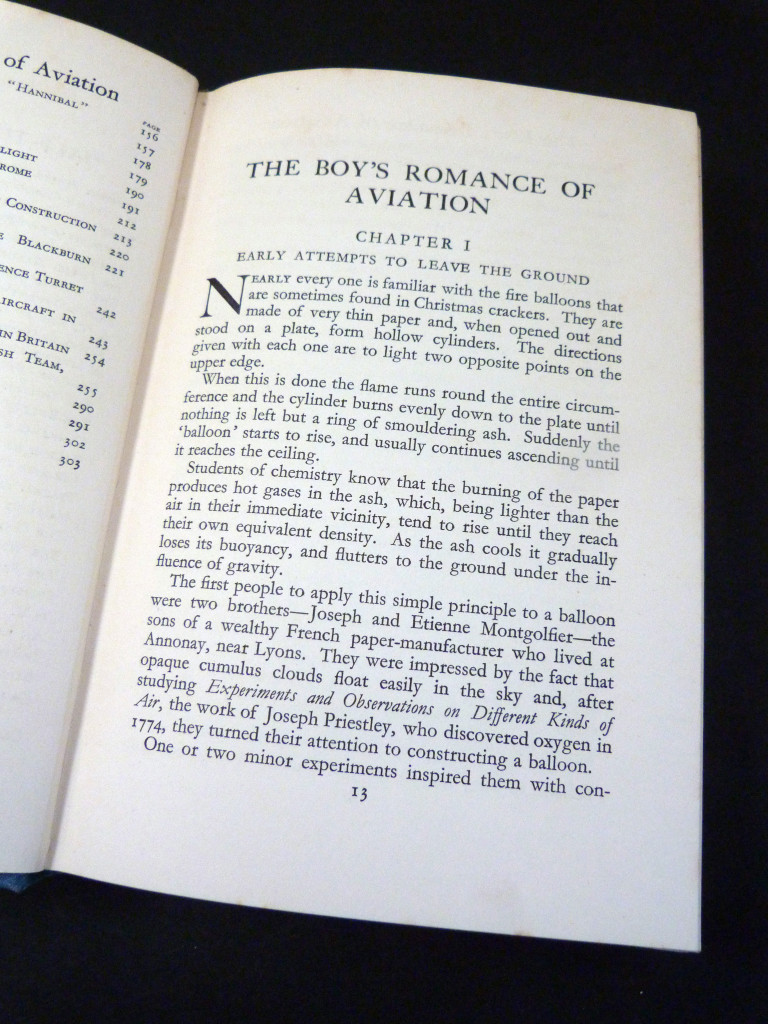 of Aviation
"HANNIBAL"
PAGE
156
157
LIGHT 178
ROME 179
190
191
CONSTRUCTION 212
213
BLACKBURN 220
221
ENCE TURRET
242
IRCRAFT IN 243
IN BRITAIN 254
SH TEAM,
255
290
291
302
303
THE BOY'S ROMANCE OF
AVIATION
CHAPTER I
EARLY ATTEMPTS TO LEAVE THE GROUND
NEARLY every one is familiar with the fire balloons that
are sometimes found in Christmas crackers. They are
made of very thin paper and, when opened out and
stood on a plate, form hollow cylinders. The directions
given with each one are to light two opposite points on the
upper edge.
When this is done the flame runs round the entire circum-
ference and the cylinder burns evenly down to the plate until
nothing is left but a ring of smouldering ash. Suddenly the
'balloon' starts to rise, and usually continues ascending until
it reaches the ceiling.
Students of chemistry know that the burning of the paper
produces hot gases in the ash, which, being lighter than the
air in their immediate vicinity, tend to rise until they reach
their own equivalent density. As the ash cools it gradually
loses its buoyancy, and flutters to the ground under the in-
fluence of gravity.
The first people to apply this simple principle to a balloon
were two brothers—Joseph and Etienne Montgolfier—the
sons of a wealthy French paper-manufacturer who lived at
Annonay, near Lyons. They were impressed by the fact that
opaque cumulus clouds float easily in the sky and, after
studying Experiments and Observations on Different Kinds of
Air, the work of Joseph Priestley, who discovered oxygen in
1774, they turned their attention to constructing a balloon.
One or two minor experiments inspired them with con-
13